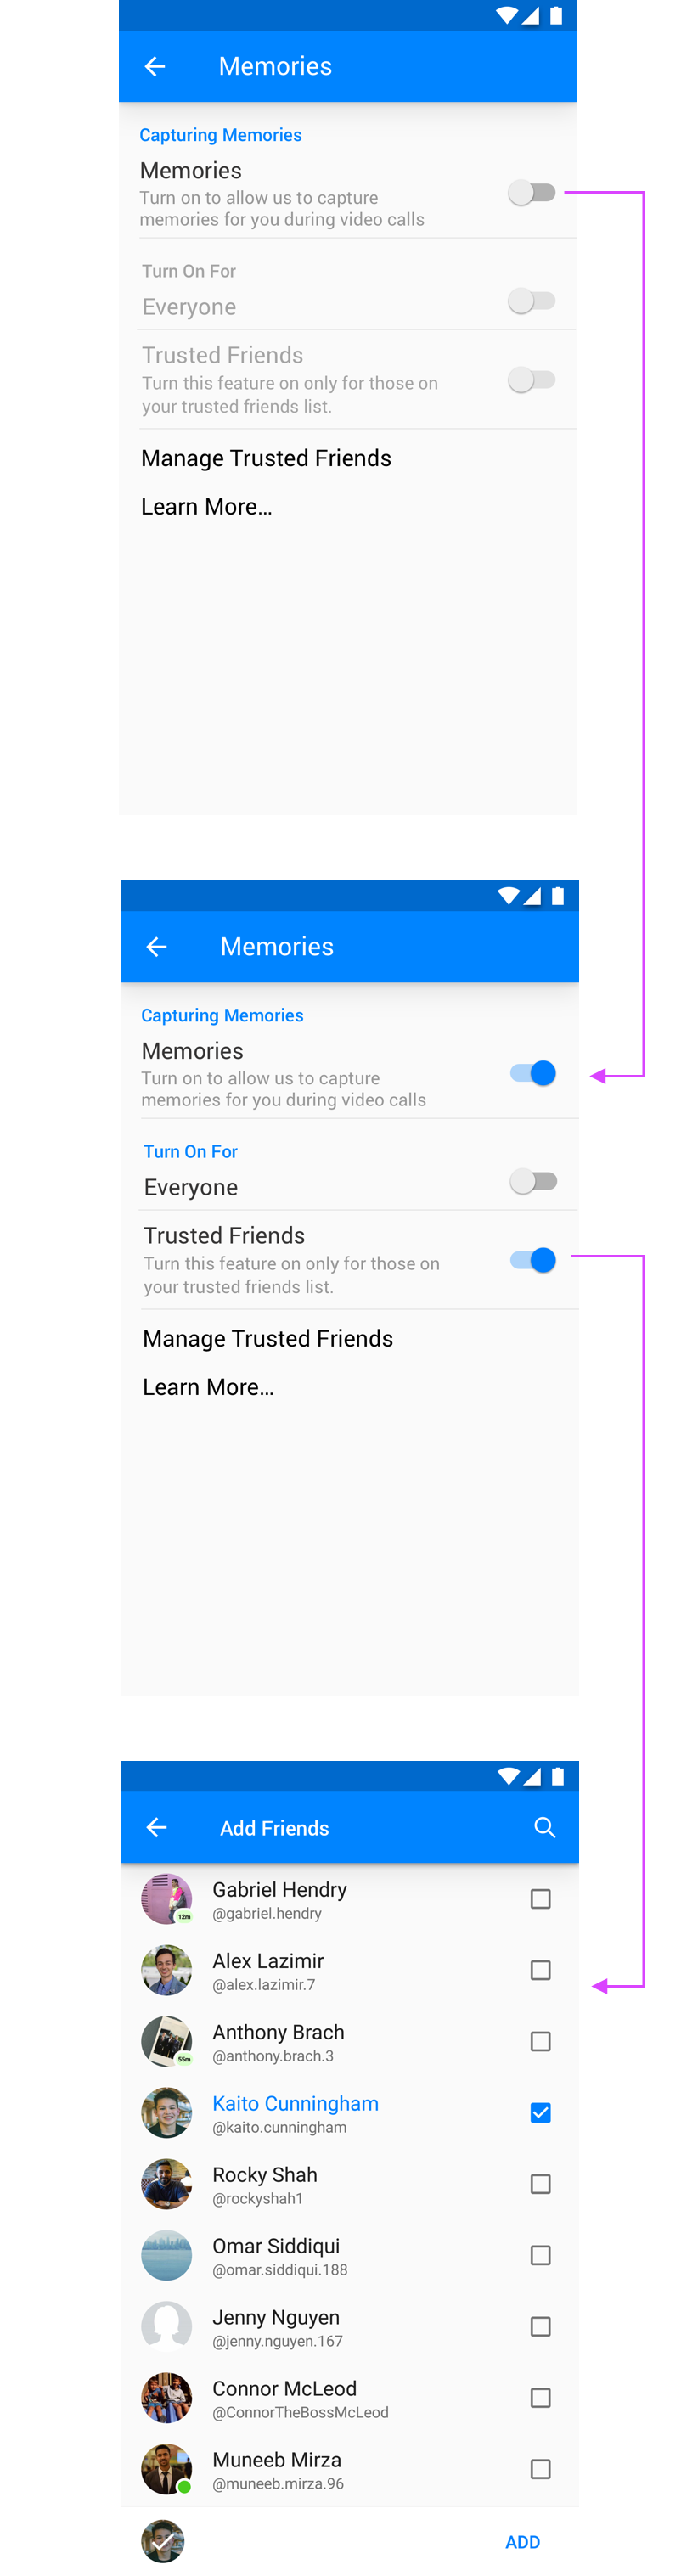 Memories
Capturing Memories
Memories
Turn on to allow us to capture
memories for you during video calls
Turn On For
Everyone
Trusted Friends
Turn this feature on only for those on
your trusted friends list.
Manage Trusted Friends
Learn More...
Memories
Capturing Memories
Memories
Turn on to allow us to capture
memories for you during video calls
Turn On For
Everyone
Trusted Friends
Turn this feature on only for those on
your trusted friends list.
Manage Trusted Friends
Learn More...
Add Friends
Gabriel Hendry
@gabriel.hendry
12m
Alex Lazimir
@alex.lazimir.7
Anthony Brach
@anthony.brach.3
55m
Kaito Cunningham
@kaito.cunningham
Rocky Shah
@rockyshah1
Omar Siddiqui
@omar.siddiqui.188
Jenny Nguyen
@jenny.nguyen.167
Connor McLeod
@ConnorTheBossMcLeod
Muneeb Mirza
@muneeb.mirza.96
ADD